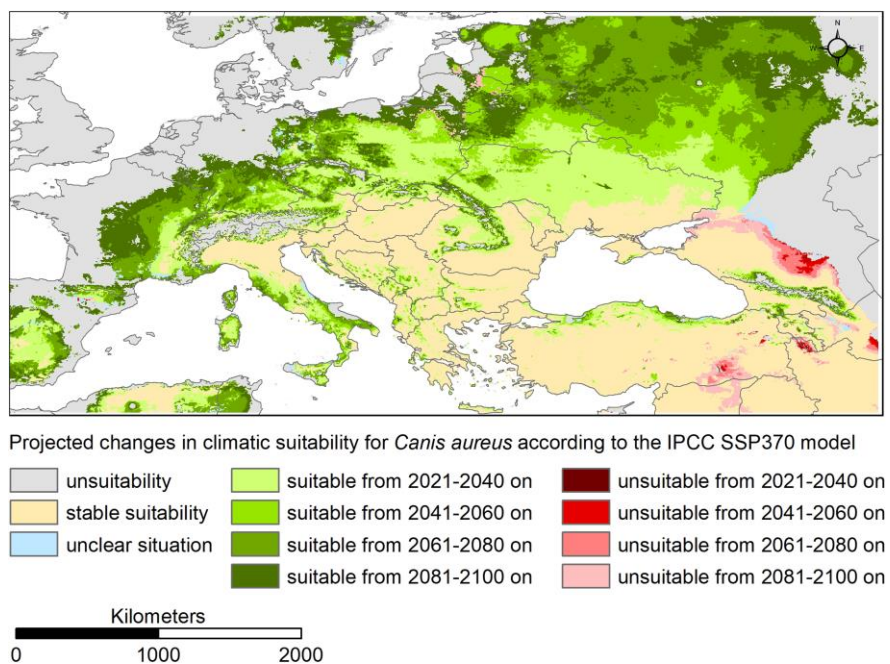 N
W E
S
Projected changes in climatic suitability for Canis aureus according to the IPCC SSP370 model
unsuitability
stable suitability
unclear situation
suitable from 2021-2040 on
suitable from 2041-2060 on
suitable from 2061-2080 on
suitable from 2081-2100 on
unsuitable from 2021-2040 on
unsuitable from 2041-2060 on
unsuitable from 2061-2080 on
unsuitable from 2081-2100 on
Kilometers
0 1000 2000